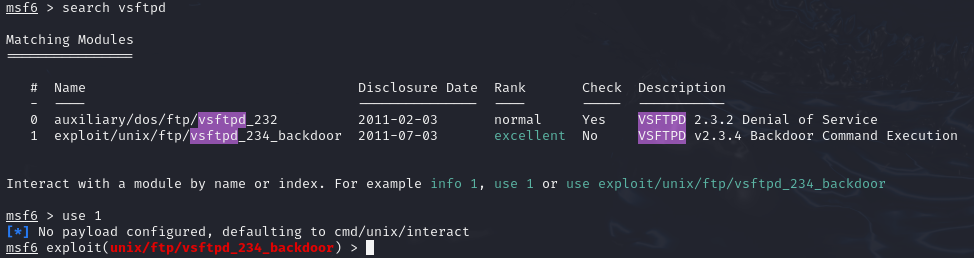 msf6 > search vsftpd
Matching Modules
================
# Name Disclosure Date Rank Check Description
- ---- --------------- ---- ----- -----------
0 auxiliary/dos/ftp/vsftpd_232 2011-02-03 normal Yes VSFTPD 2.3.2 Denial of Service
1 exploit/unix/ftp/vsftpd_234_backdoor 2011-07-03 excellent No VSFTPD v2.3.4 Backdoor Command Execution
Interact with a module by name or index. For example info 1, use 1 or use exploit/unix/ftp/vsftpd_234_backdoor
msf6 > use 1
[*] No payload configured, defaulting to cmd/unix/interact
msf6 exploit(unix/ftp/vsftpd_234_backdoor) >